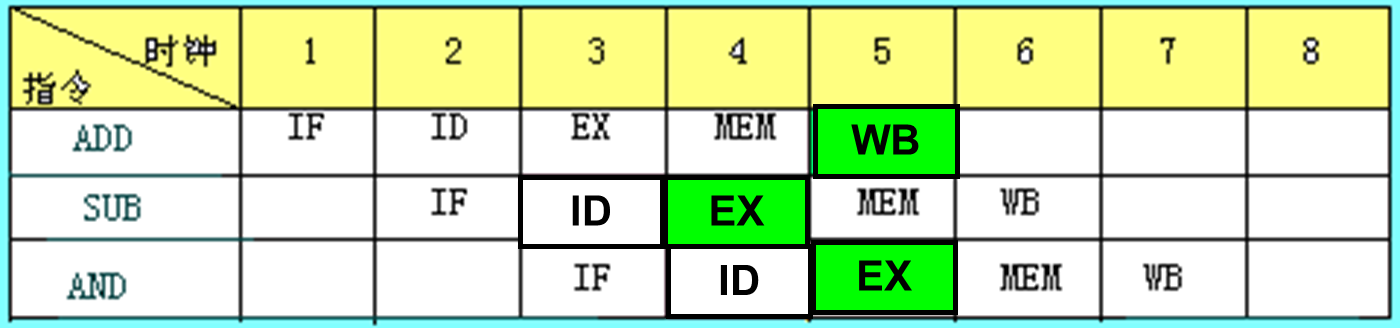 时钟 1 2 3 4 5 6 7 8
指令
ADD IF ID EX MEM WB
SUB IF ID EX MEM WB
AND IF ID EX MEM WB